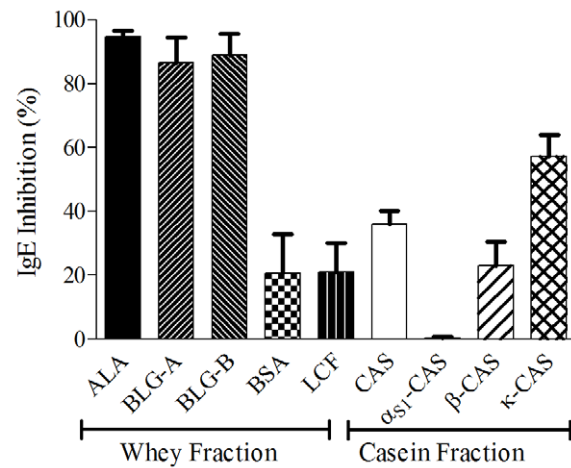 100
80
60
40
20
0
IgE Inhibition (%)
ALA
BLG-A
BLG-B
BSA
LCF
CAS
αS1-CAS
β-CAS
κ-CAS
Whey Fraction
Casein Fraction